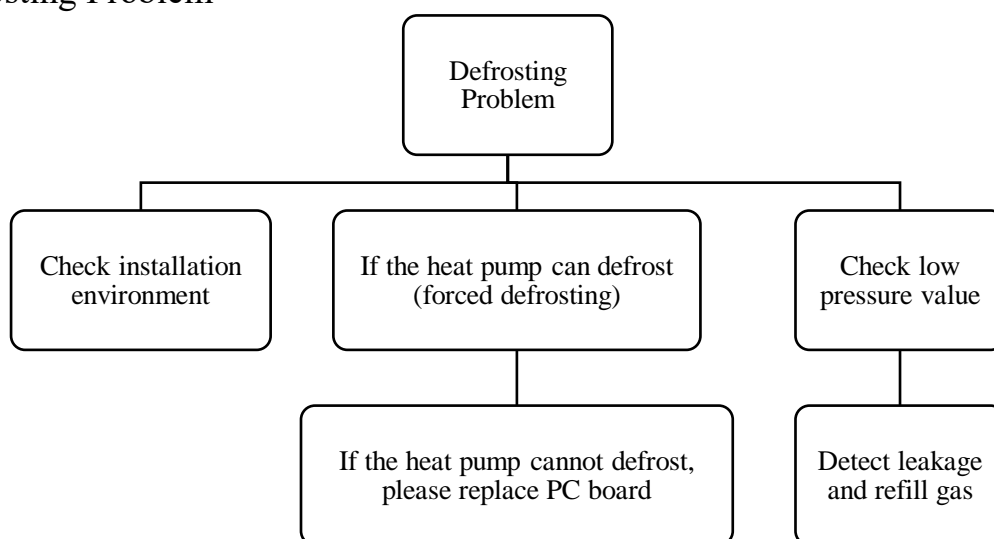 Problem
Defrosting
Problem
Check installation
environment
If the heat pump can defrost
(forced defrosting)
Check low
pressure value
If the heat pump cannot defrost,
please replace PC board
Detect leakage
and refill gas